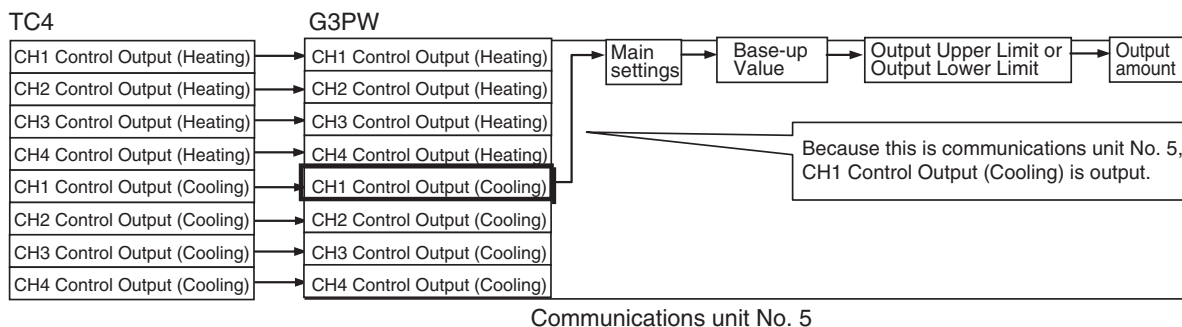 TC4
G3PW
CH1 Control Output (Heating)
CH2 Control Output (Heating)
CH3 Control Output (Heating)
CH4 Control Output (Heating)
CH1 Control Output (Cooling)
CH2 Control Output (Cooling)
CH3 Control Output (Cooling)
CH4 Control Output (Cooling)
CH1 Control Output (Heating)
CH2 Control Output (Heating)
CH3 Control Output (Heating)
CH4 Control Output (Heating)
CH1 Control Output (Cooling)
CH2 Control Output (Cooling)
CH3 Control Output (Cooling)
CH4 Control Output (Cooling)
Main
settings
Base-up
Value
Output Upper Limit or
Output Lower Limit
Output
amount
Because this is communications unit No. 5,
CH1 Control Output (Cooling) is output.
Communications unit No. 5